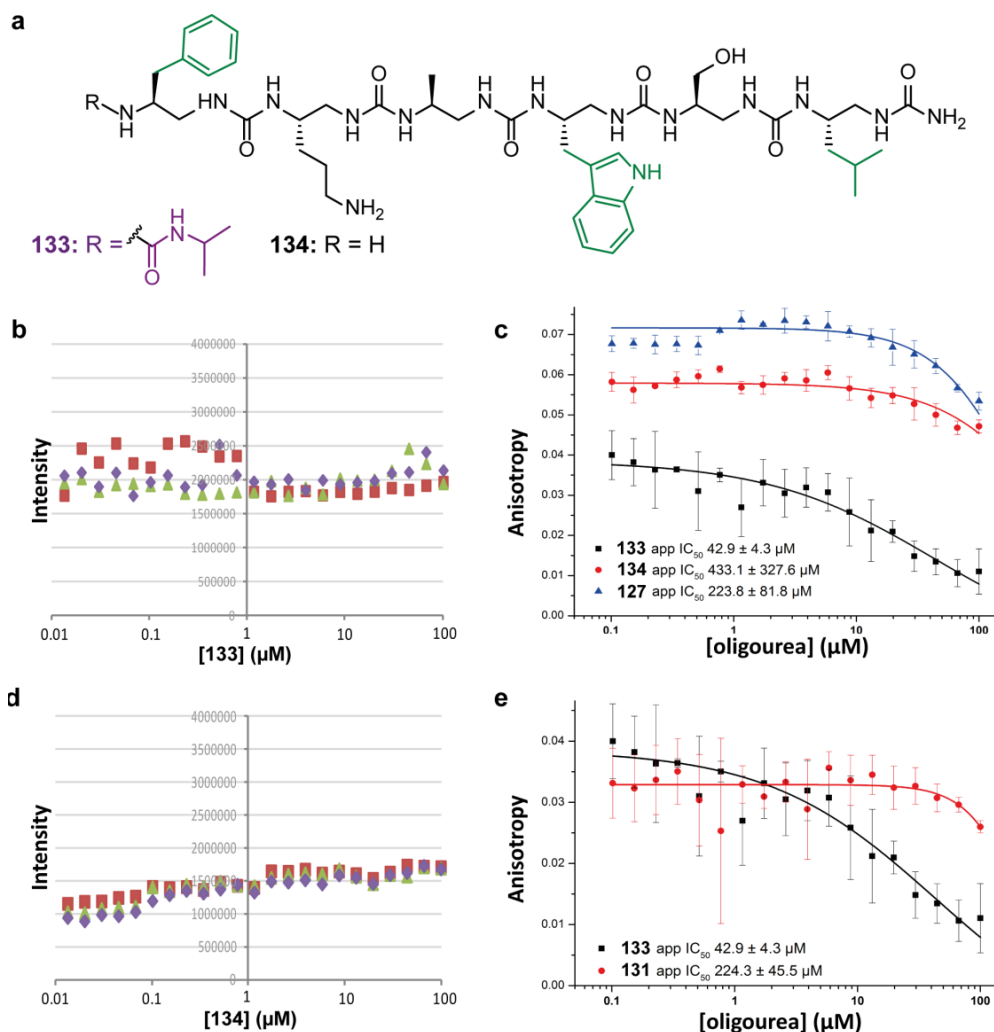 a
OH
R
N
H
H
N
O
N
H
H
N
O
N
H
H
N
O
N
H
H
N
O
N
H
H
N
O
N
H
H
N
O
NH2
NH2
NH
133: R =
H
N
O
134: R = H
b
Intensity
4000000
3500000
3000000
2500000
2000000
1500000
1000000
500000
0
0.01 0.1 1 10 100
[133] (µM)
c
Anisotropy
0.07
0.06
0.05
0.04
0.03
0.02
0.01
0.00
133 app IC50 42.9 ± 4.3 µM
134 app IC50 433.1 ± 327.6 µM
127 app IC50 223.8 ± 81.8 µM
0.1 1 10 100
[oligourea] (µM)
d
Intensity
4000000
3500000
3000000
2500000
2000000
1500000
1000000
500000
0
0.01 0.1 1 10 100
[134] (µM)
e
Anisotropy
0.04
0.03
0.02
0.01
0.00
133 app IC50 42.9 ± 4.3 µM
131 app IC50 224.3 ± 45.5 µM
0.1 1 10 100
[oligourea] (µM)